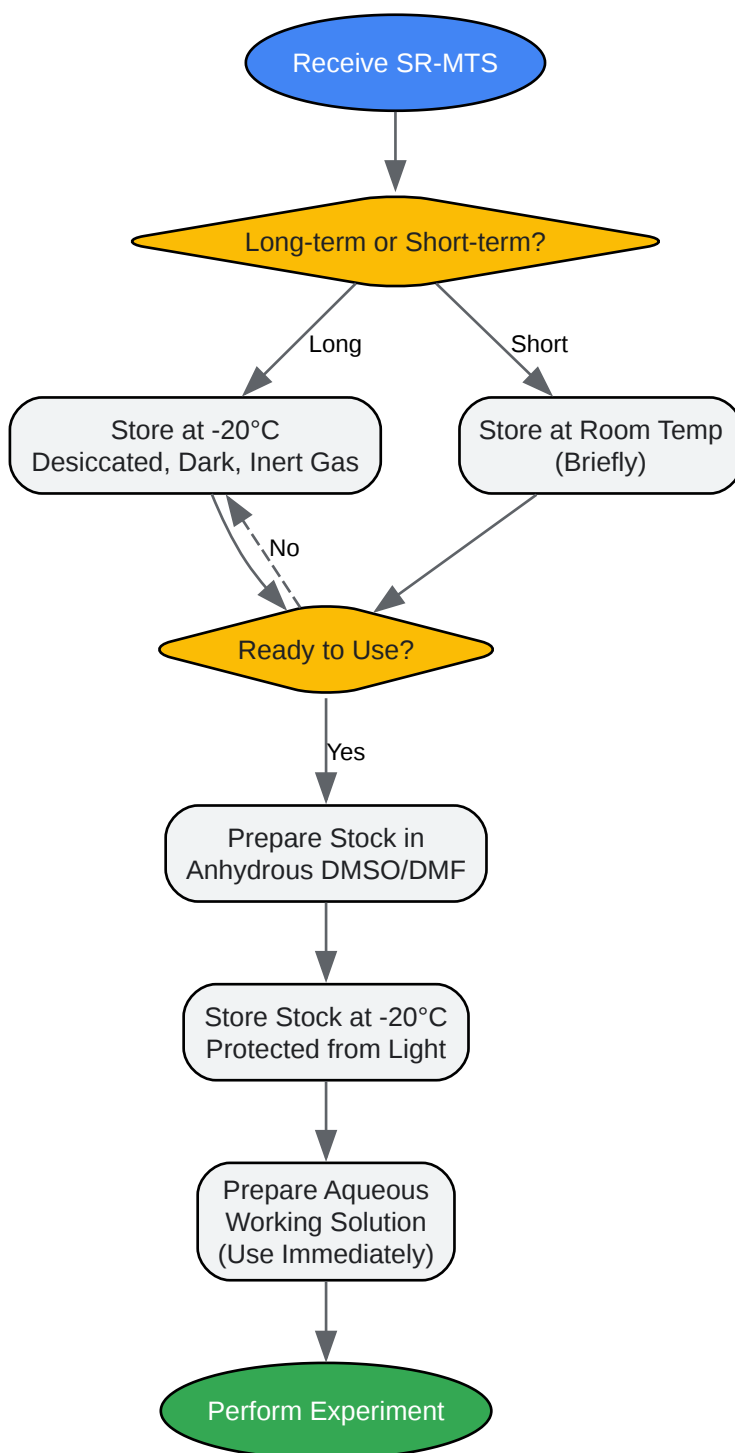 Receive SR-MTS
Long-term or Short-term?
Long
Short
Store at -20°C
Desiccated, Dark, Inert Gas
Store at Room Temp
(Briefly)
No
Ready to Use?
Yes
Prepare Stock in
Anhydrous DMSO/DMF
Store Stock at -20°C
Protected from Light
Prepare Aqueous
Working Solution
(Use Immediately)
Perform Experiment